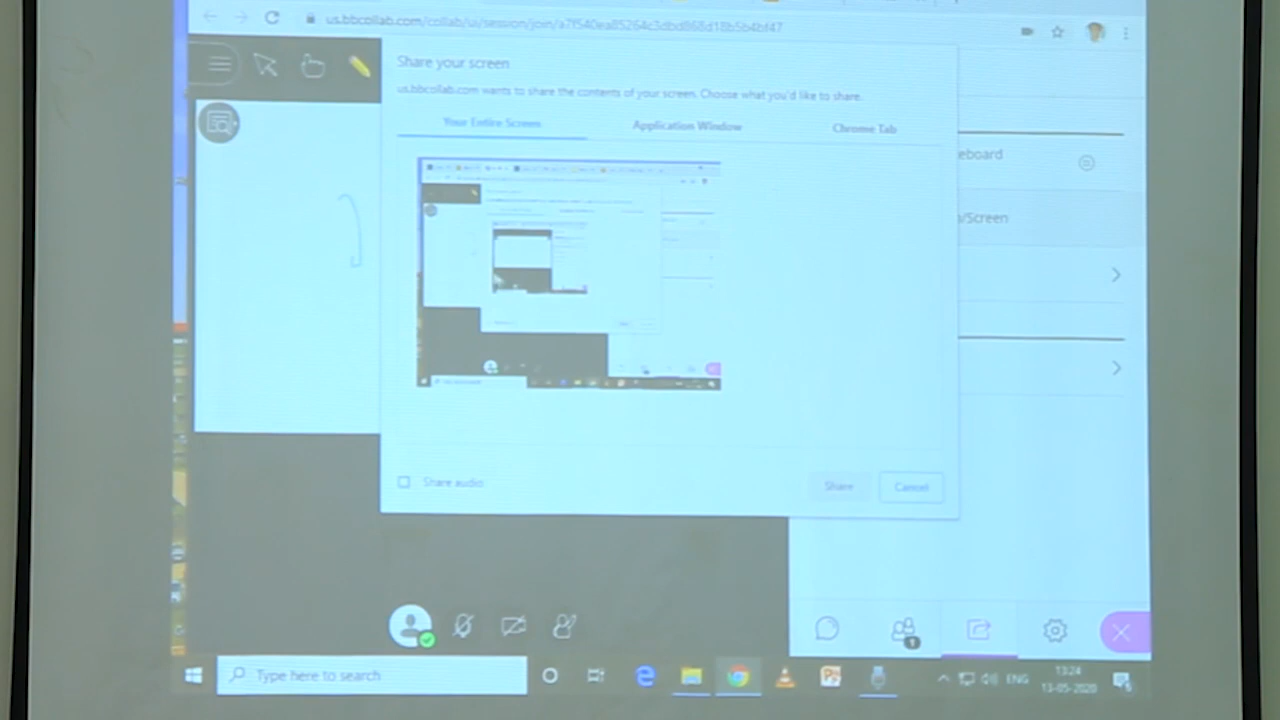 us.bbcollab.com/collab/ui/session/join/a7f540ea85264c3dbd868d18b5b4bf47
Share your screen
us.bbcollab.com wants to share the contents of your screen. Choose what you'd like to share.
Your Entire Screen
Application Window
Chrome Tab
eboard
/Screen
Share audio
Share
Cancel
Type here to search
ENG
13:24
13-05-2020